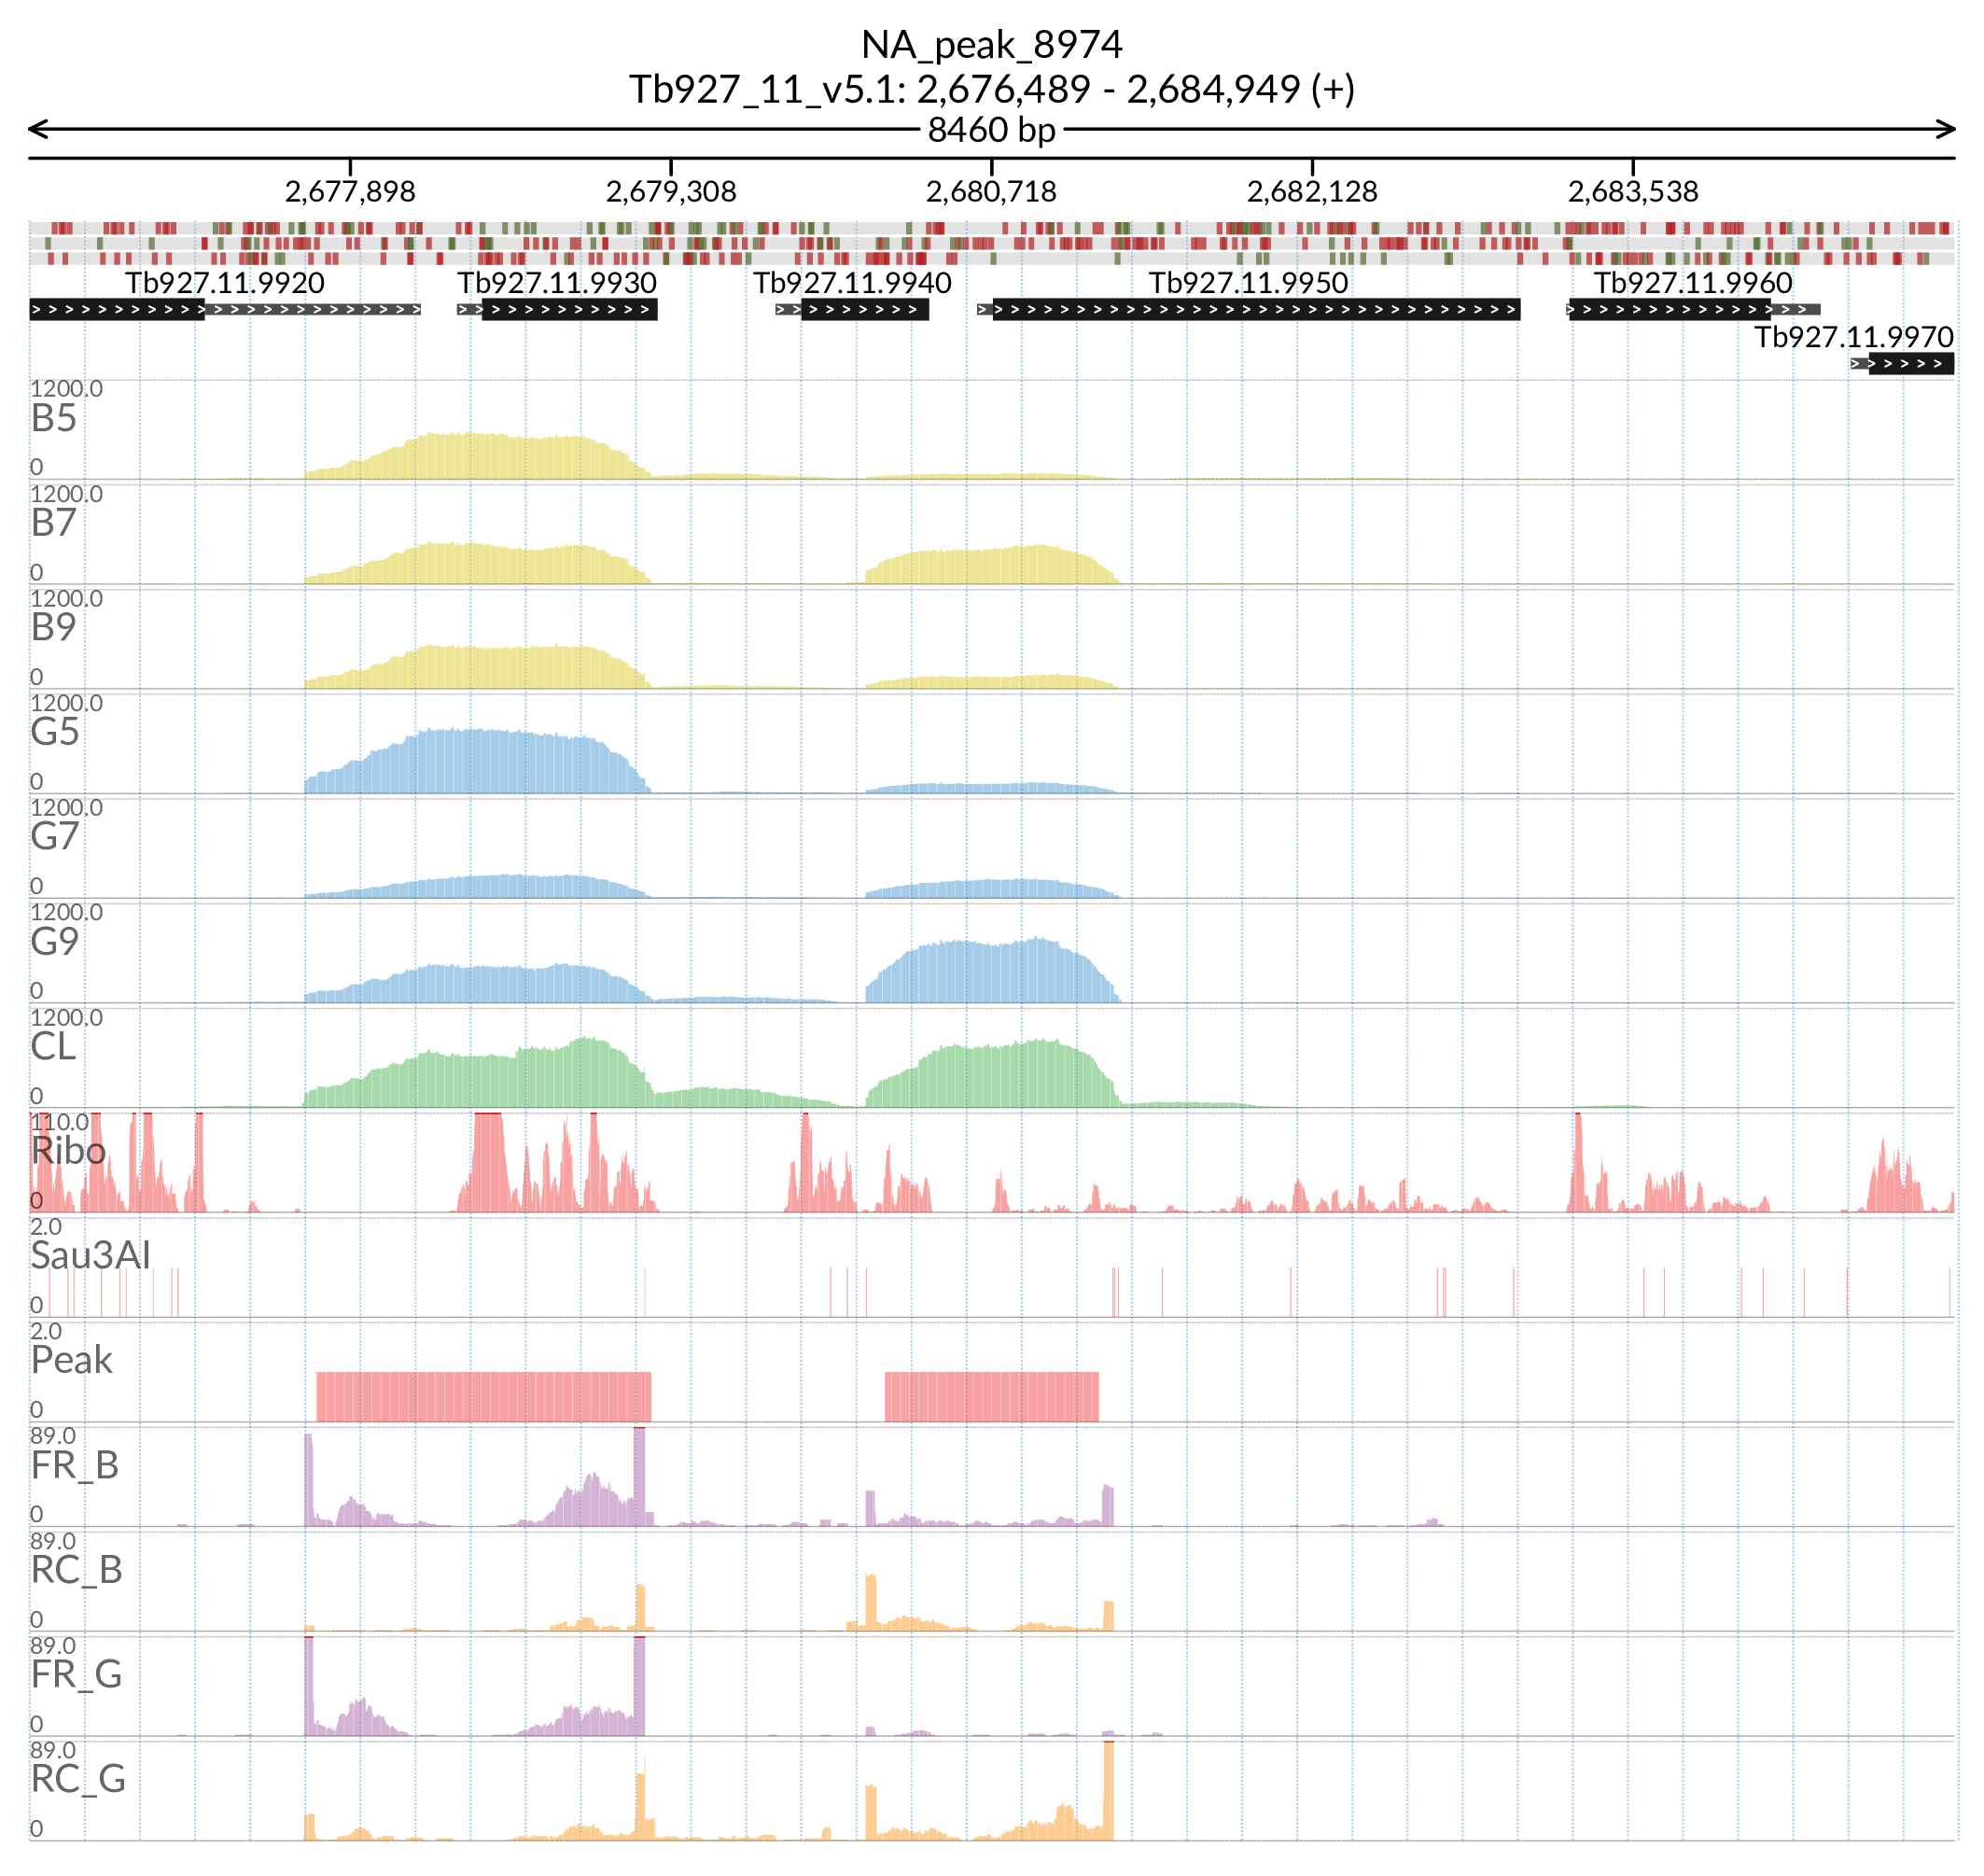 NA_peak_8974
Tb927_11_v5.1: 2,676,489 - 2,684,949 (+)
8460 bp
2,677,898 2,679,308 2,680,718 2,682,128 2,683,538
Tb927.11.9920 Tb927.11.9930 Tb927.11.9940 Tb927.11.9950 Tb927.11.9960
Tb927.11.9970
1200.0
B5
0
1200.0
B7
0
1200.0
B9
0
1200.0
G5
0
1200.0
G7
0
1200.0
G9
0
1200.0
CL
0
110.0
Ribo
0
2.0
Sau3AI
0
2.0
Peak
0
89.0
FR_B
0
89.0
RC_B
0
89.0
FR_G
0
89.0
RC_G
0